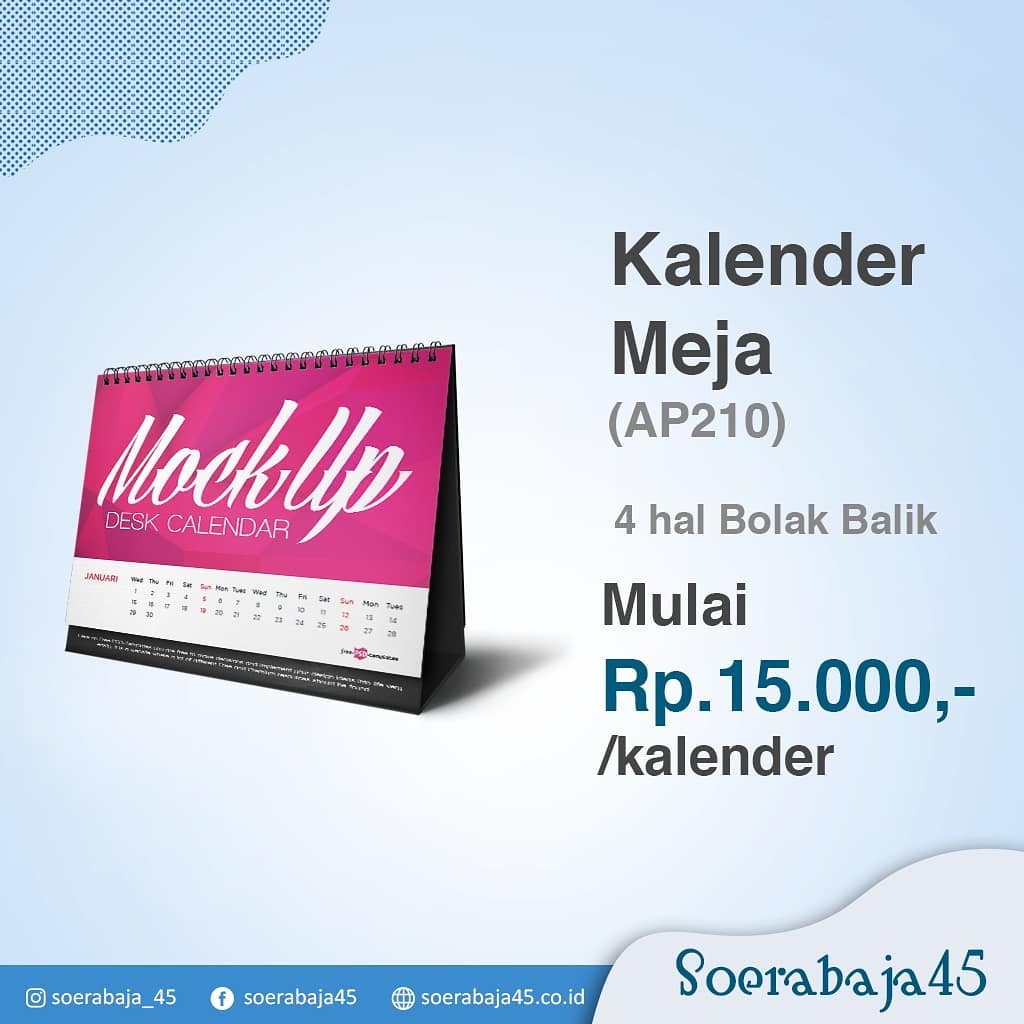 Kalender
Meja
(AP210)
4 hal Bolak Balik
Mulai
Rp.15.000,-
/kalender
Mock Up
DESK CALENDAR
JANUARI
Wed Thu Fri Sat Sun Mon Tues Wed Thu Fri Sat Sun Mon Tues
1 2 3 4 5 6 7 8 9 10 11 12 13 14
15 16 17 18 19 20 21 22 23 24 25 26 27 28
29 30
soerabaja_45
soerabaja45
soerabaja45.co.id
Soerabaja45